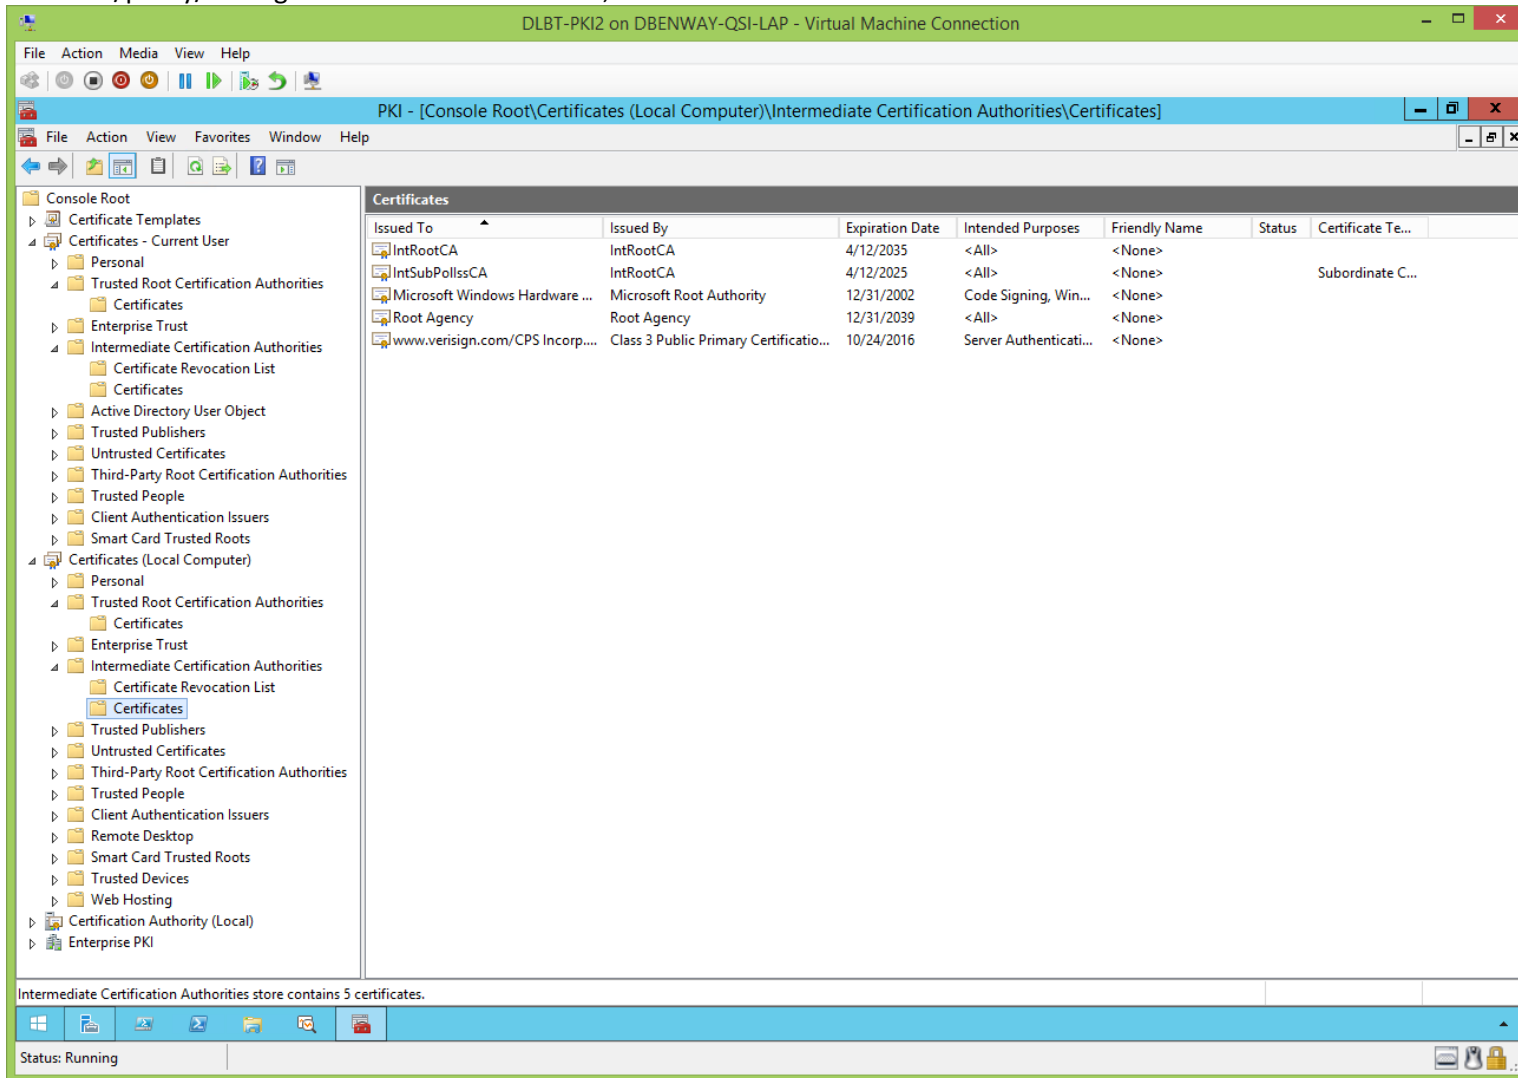 DLBT-PKI2 on DBENWAY-QSI-LAP - Virtual Machine Connection
File Action Media View Help
PKI - [Console Root\Certificates (Local Computer)\Intermediate Certification Authorities\Certificates]
File Action View Favorites Window Help
Console Root
Certificate Templates
Certificates - Current User
Personal
Trusted Root Certification Authorities
Certificates
Enterprise Trust
Intermediate Certification Authorities
Certificate Revocation List
Certificates
Active Directory User Object
Trusted Publishers
Untrusted Certificates
Third-Party Root Certification Authorities
Trusted People
Client Authentication Issuers
Smart Card Trusted Roots
Certificates (Local Computer)
Personal
Trusted Root Certification Authorities
Certificates
Enterprise Trust
Intermediate Certification Authorities
Certificate Revocation List
Certificates
Trusted Publishers
Untrusted Certificates
Third-Party Root Certification Authorities
Trusted People
Client Authentication Issuers
Remote Desktop
Smart Card Trusted Roots
Trusted Devices
Web Hosting
Certification Authority (Local)
Enterprise PKI
Certificates
Issued To Issued By Expiration Date Intended Purposes Friendly Name Status Certificate Te...
IntRootCA IntRootCA 4/12/2035 <All> <None>
IntSubPolIssCA IntRootCA 4/12/2025 <All> <None> Subordinate C...
Microsoft Windows Hardware ... Microsoft Root Authority 12/31/2002 Code Signing, Win... <None>
Root Agency Root Agency 12/31/2039 <All> <None>
www.verisign.com/CPS Incorp.... Class 3 Public Primary Certificatio... 10/24/2016 Server Authenticati... <None>
Intermediate Certification Authorities store contains 5 certificates.
Status: Running